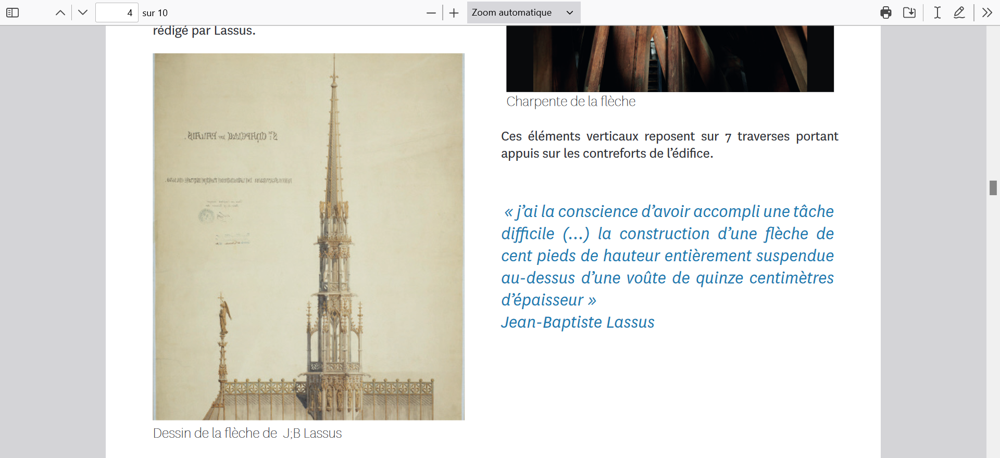 4 sur 10
Zoom automatique
rédigé par Lassus.
Dessin de la flèche de J;B Lassus
Charpente de la flèche
Ces éléments verticaux reposent sur 7 traverses portant
appuis sur les contreforts de l'édifice.
« j'ai la conscience d'avoir accompli une tâche
difficile (...) la construction d'une flèche de
cent pieds de hauteur entièrement suspendue
au-dessus d'une voûte de quinze centimètres
d'épaisseur »
Jean-Baptiste Lassus